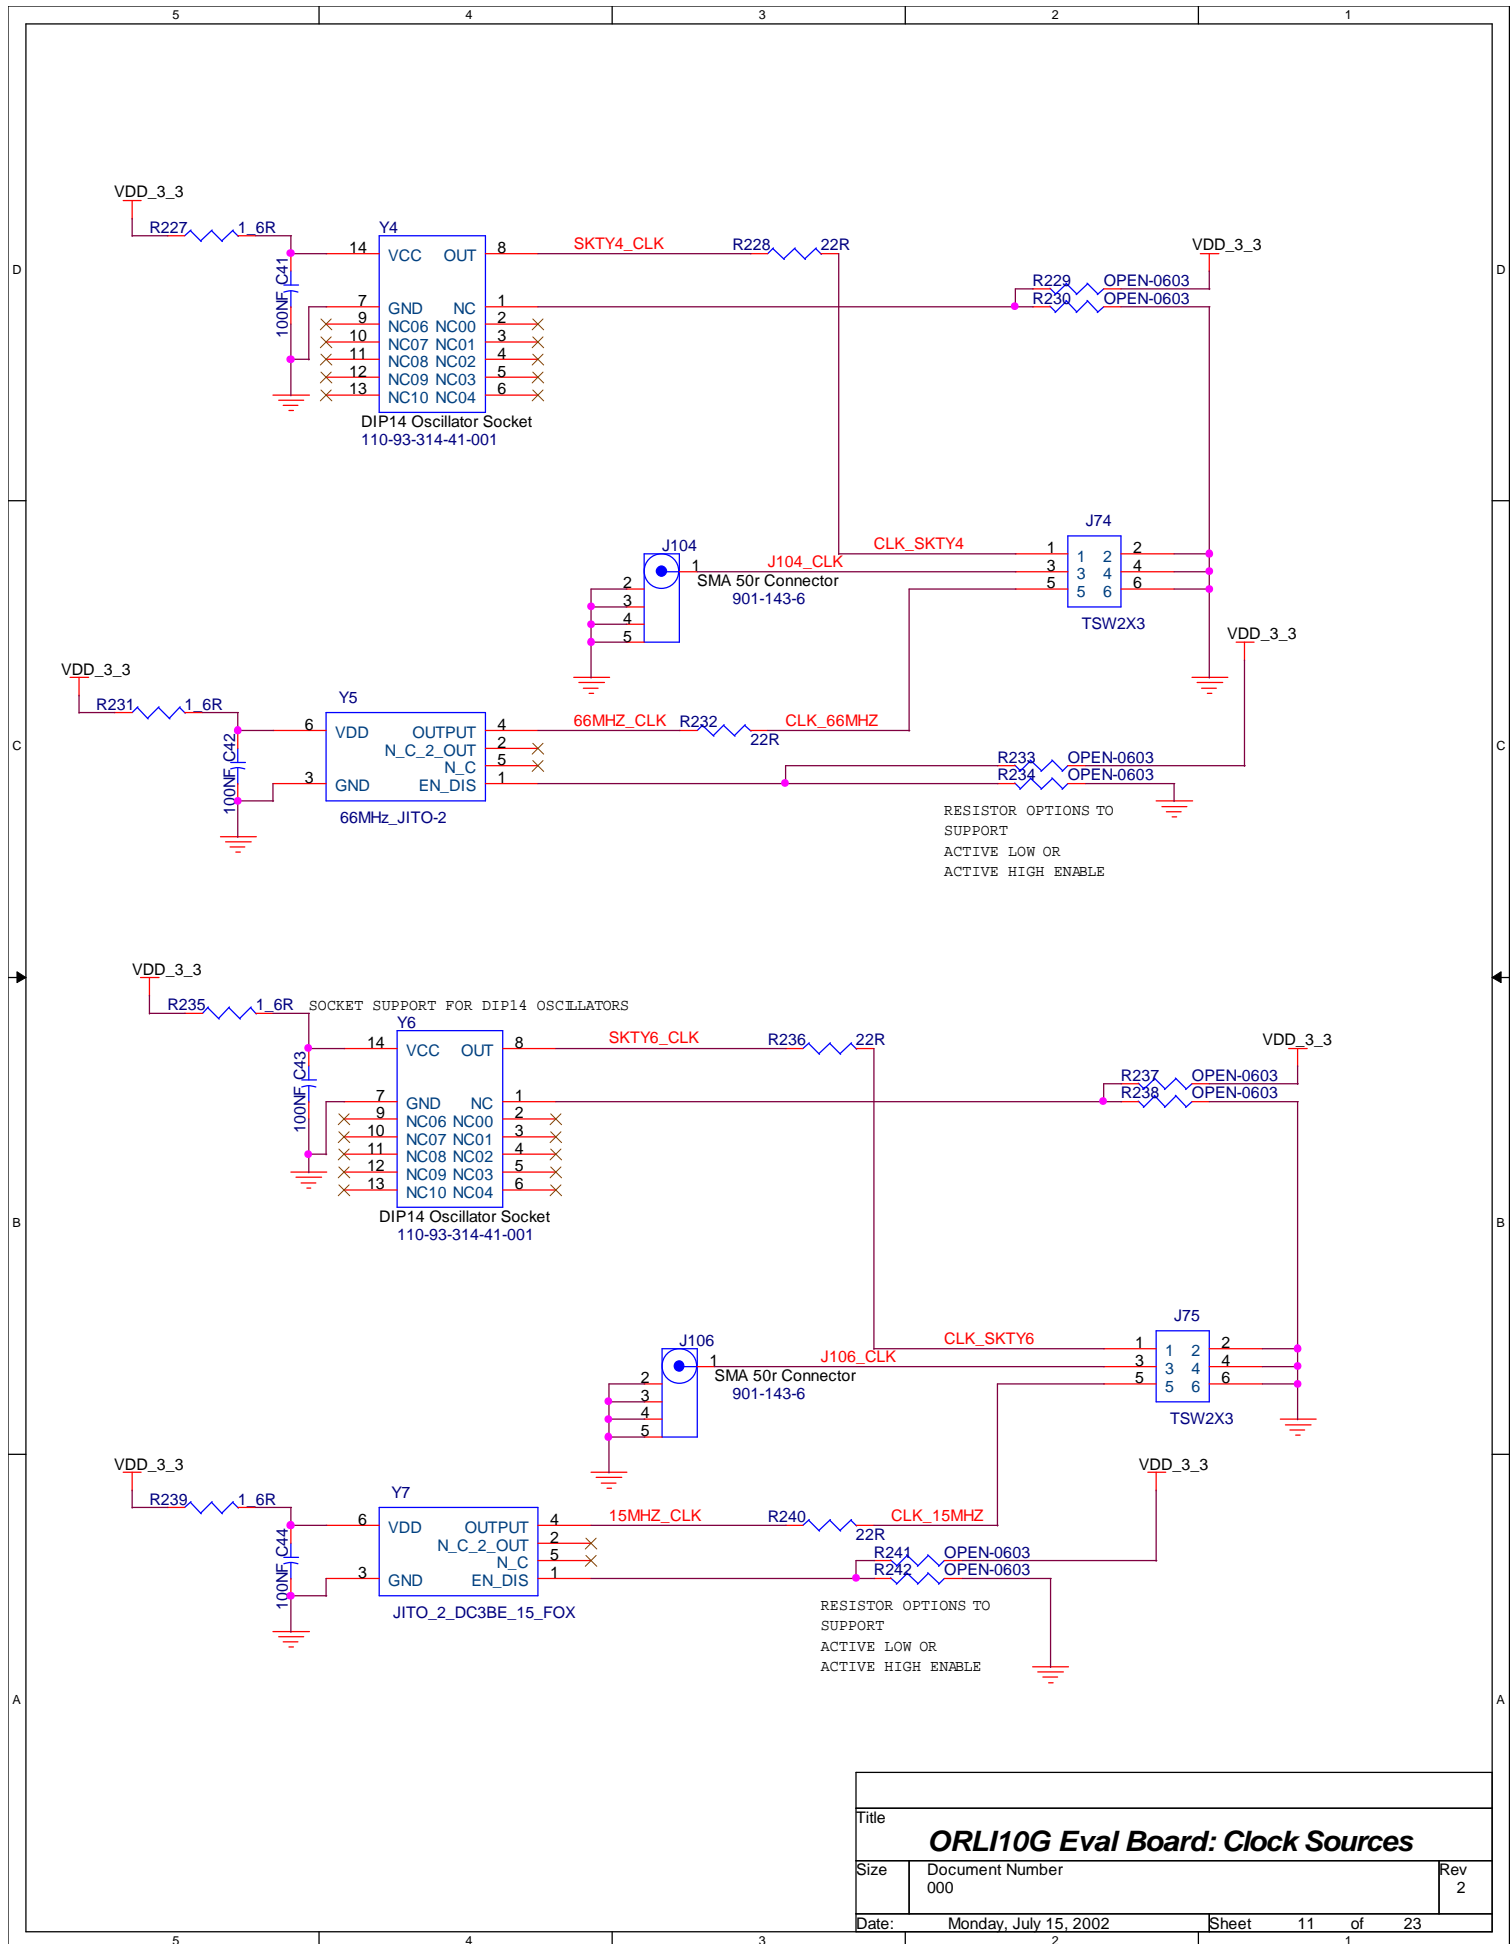 5 4 3 2 1
D D
C C
B B
A A
VDD_3_3
R227 1_6R
100NF C41
Y4
14 VCC OUT 8
7 GND NC 1
9 NC06 NC00 2
10 NC07 NC01 3
11 NC08 NC02 4
12 NC09 NC03 5
13 NC10 NC04 6
DIP14 Oscillator Socket
110-93-314-41-001
SKTY4_CLK
R228 22R
VDD_3_3
R229 OPEN-0603
R230 OPEN-0603
J74
CLK_SKTY4
1 1 2 2
3 3 4 4
5 5 6 6
TSW2X3
J104
1
J104_CLK
SMA 50r Connector
901-143-6
2
3
4
5
VDD_3_3
VDD_3_3
R231 1_6R
100NF C42
Y5
6 VDD OUTPUT 4
N_C_2_OUT 2
N_C 5
3 GND EN_DIS 1
66MHz_JITO-2
66MHZ_CLK R232 CLK_66MHZ
22R
R233 OPEN-0603
R234 OPEN-0603
RESISTOR OPTIONS TO
SUPPORT
ACTIVE LOW OR
ACTIVE HIGH ENABLE
VDD_3_3
R235 1_6R
SOCKET SUPPORT FOR DIP14 OSCILLATORS
100NF C43
Y6
14 VCC OUT 8
7 GND NC 1
9 NC06 NC00 2
10 NC07 NC01 3
11 NC08 NC02 4
12 NC09 NC03 5
13 NC10 NC04 6
DIP14 Oscillator Socket
110-93-314-41-001
SKTY6_CLK
R236 22R
VDD_3_3
R237 OPEN-0603
R238 OPEN-0603
J75
CLK_SKTY6
1 1 2 2
3 3 4 4
5 5 6 6
TSW2X3
J106
1
J106_CLK
SMA 50r Connector
901-143-6
2
3
4
5
VDD_3_3
VDD_3_3
R239 1_6R
100NF C44
Y7
6 VDD OUTPUT 4
N_C_2_OUT 2
N_C 5
3 GND EN_DIS 1
JITO_2_DC3BE_15_FOX
15MHZ_CLK R240 CLK_15MHZ
22R
R241 OPEN-0603
R242 OPEN-0603
RESISTOR OPTIONS TO
SUPPORT
ACTIVE LOW OR
ACTIVE HIGH ENABLE
Title
ORLI10G Eval Board: Clock Sources
Size Document Number Rev
000 2
Date: Monday, July 15, 2002 Sheet 11 of 23
5 4 3 2 1